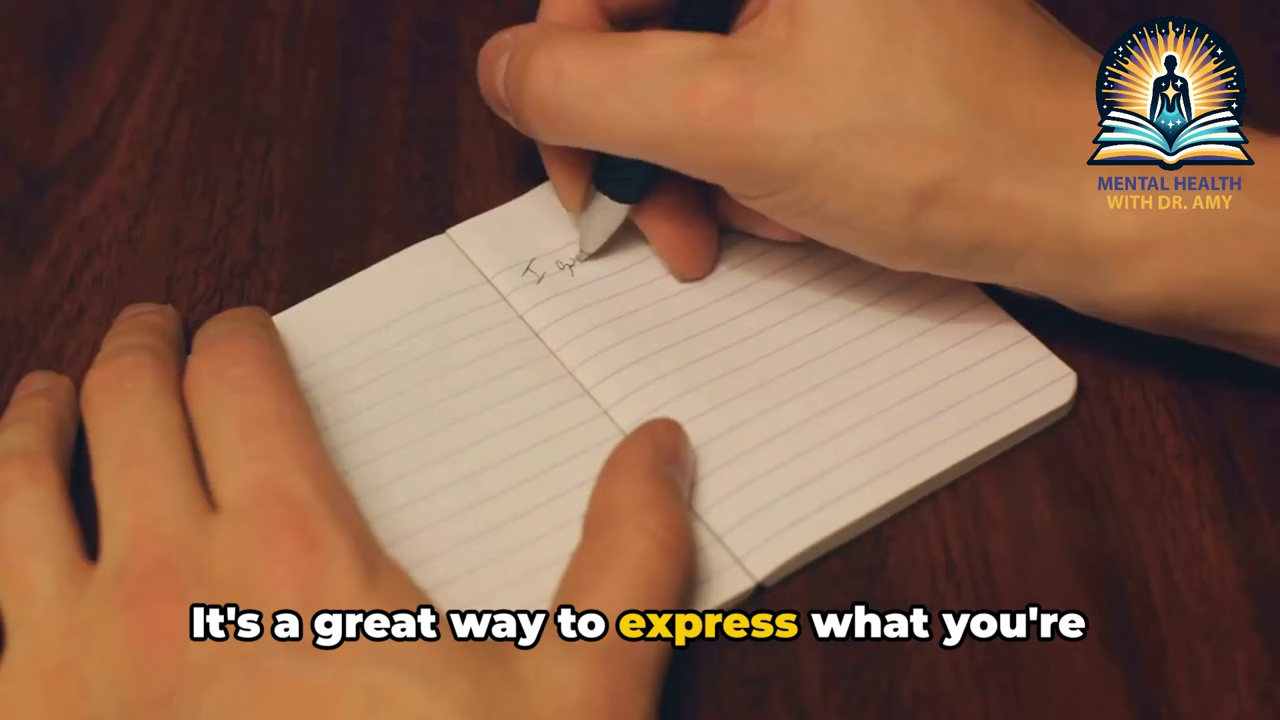 MENTAL HEALTH
WITH DR. AMY
I
It's a great way to express what you're